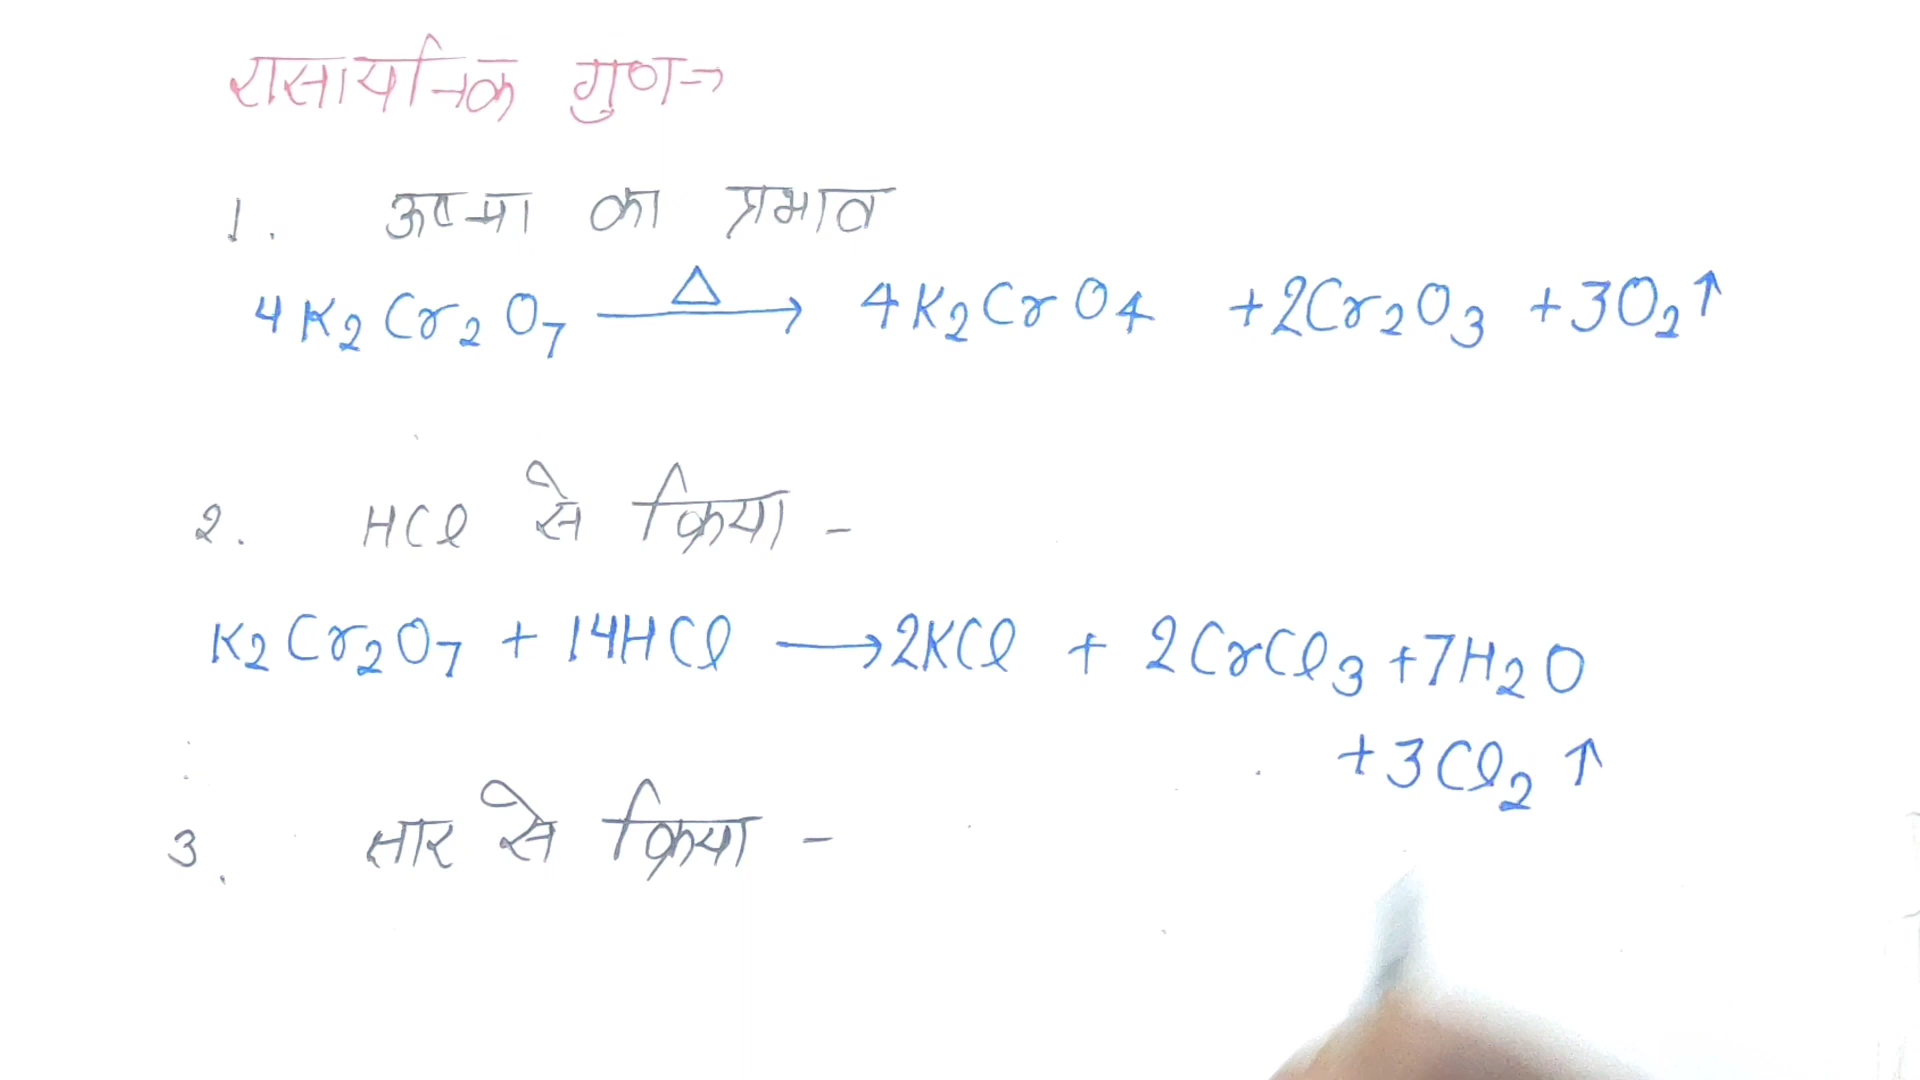 रासायनिक गुण→
1. ऊष्मा का प्रभाव
4K₂Cr₂O₇ —Δ→ 4K₂CrO₄ + 2Cr₂O₃ + 3O₂↑
2. HCl से क्रिया -
K₂Cr₂O₇ + 14HCl ⟶ 2KCl + 2CrCl₃ + 7H₂O
+ 3Cl₂ ↑
3. क्षार से क्रिया -